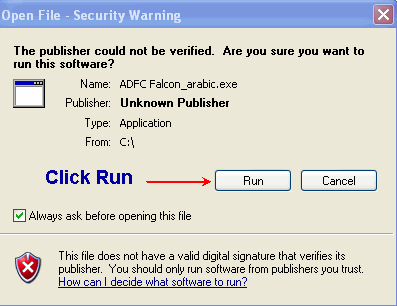 Open File - Security Warning
The publisher could not be verified. Are you sure you want to
run this software?
Name: ADFC Falcon_arabic.exe
Publisher: Unknown Publisher
Type: Application
From: C:\
Click Run
Run
Cancel
Always ask before opening this file
This file does not have a valid digital signature that verifies its
publisher. You should only run software from publishers you trust.
How can I decide what software to run?